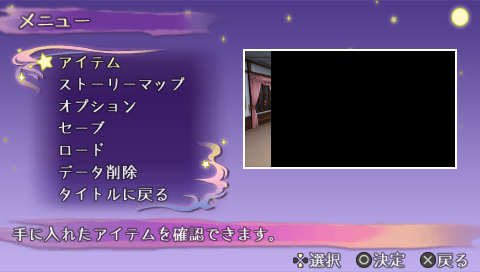 メニュー
アイテム
ストーリーマップ
オプション
セーブ
ロード
データ削除
タイトルに戻る
手に入れたアイテムを確認できます。
選択 決定 戻る